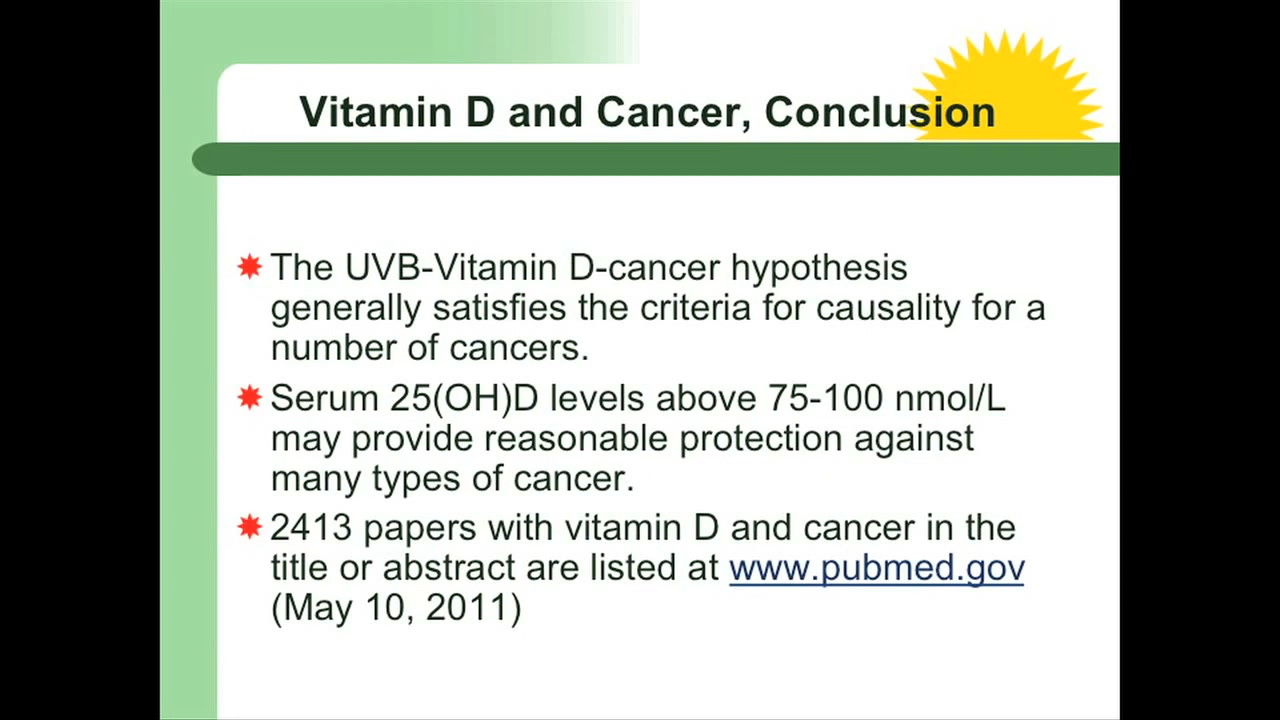 Vitamin D and Cancer, Conclusion
The UVB-Vitamin D-cancer hypothesis
generally satisfies the criteria for causality for a
number of cancers.
Serum 25(OH)D levels above 75-100 nmol/L
may provide reasonable protection against
many types of cancer.
2413 papers with vitamin D and cancer in the
title or abstract are listed at www.pubmed.gov
(May 10, 2011)